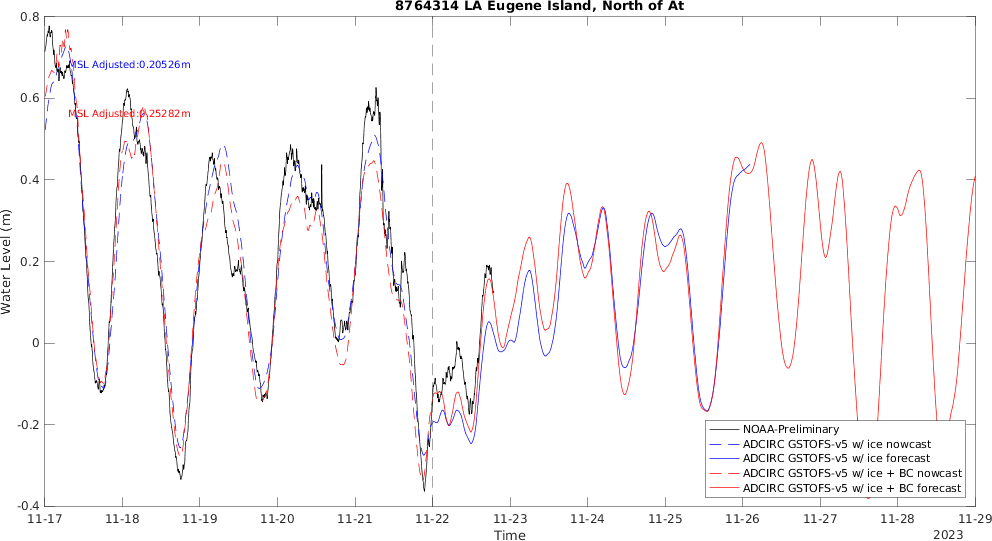 8764314 LA Eugene Island, North of At
MSL Adjusted:0.20526m
MSL Adjusted:0.25282m
Water Level (m)
0.8
0.6
0.4
0.2
0
-0.2
-0.4
NOAA-Preliminary
ADCIRC GSTOFS-v5 w/ ice nowcast
ADCIRC GSTOFS-v5 w/ ice forecast
ADCIRC GSTOFS-v5 w/ ice + BC nowcast
ADCIRC GSTOFS-v5 w/ ice + BC forecast
11-17 11-18 11-19 11-20 11-21 11-22 11-23 11-24 11-25 11-26 11-27 11-28 11-29
Time
2023